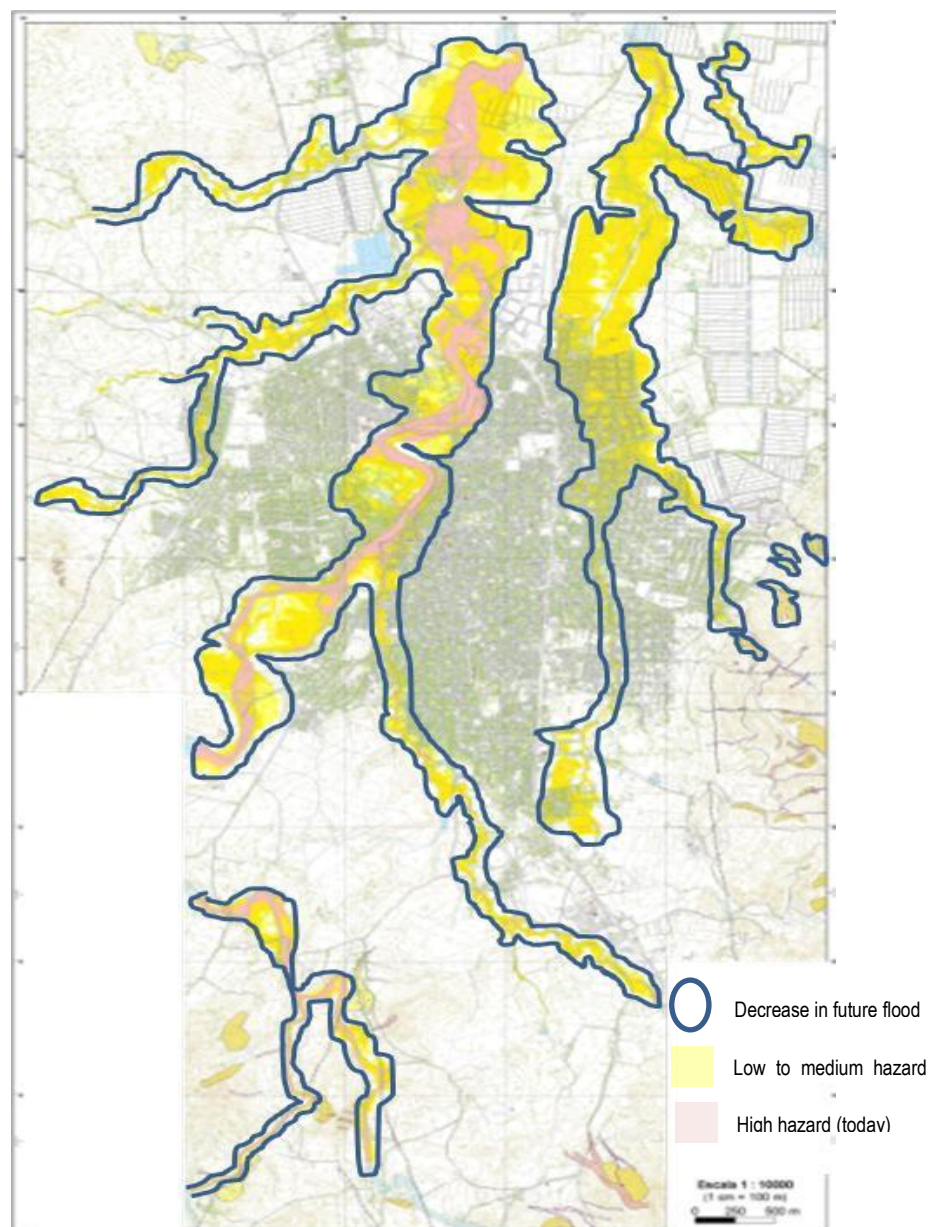 Decrease in future flood
Low to medium hazard
High hazard (today)
Escala 1 : 10000
(1 cm = 100 m)
0 250 500 m